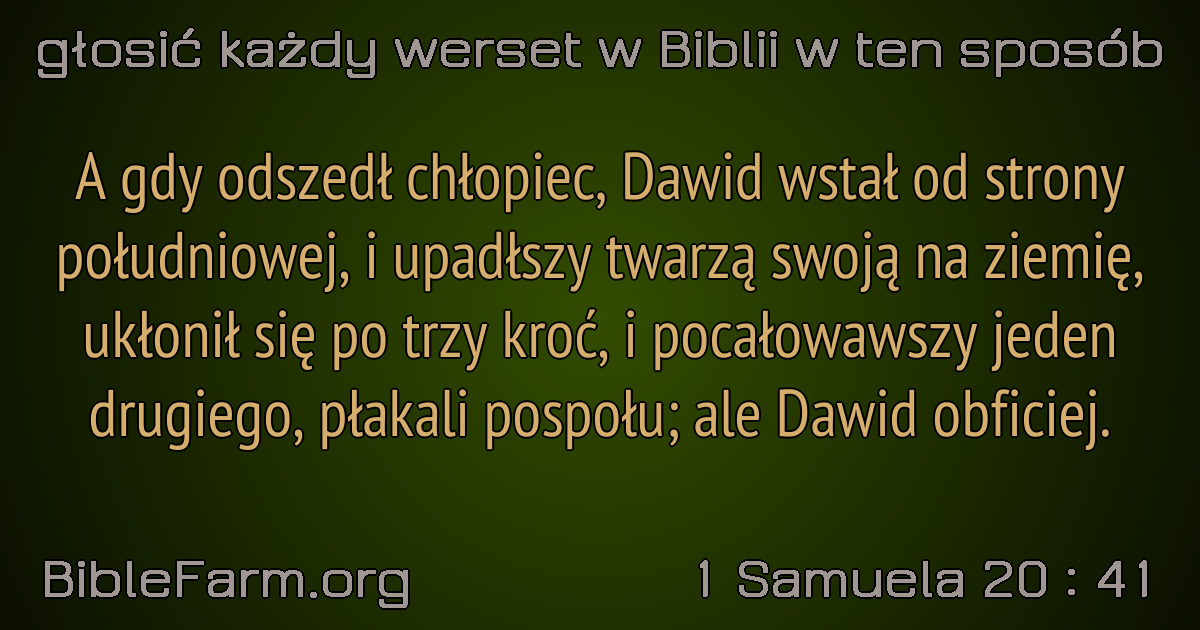 głosić każdy werset w Biblii w ten sposób
A gdy odszedł chłopiec, Dawid wstał od strony
południowej, i upadłszy twarzą swoją na ziemię,
ukłonił się po trzy kroć, i pocałowawszy jeden
drugiego, płakali pospołu; ale Dawid obficiej.
BibleFarm.org
1 Samuela 20 : 41